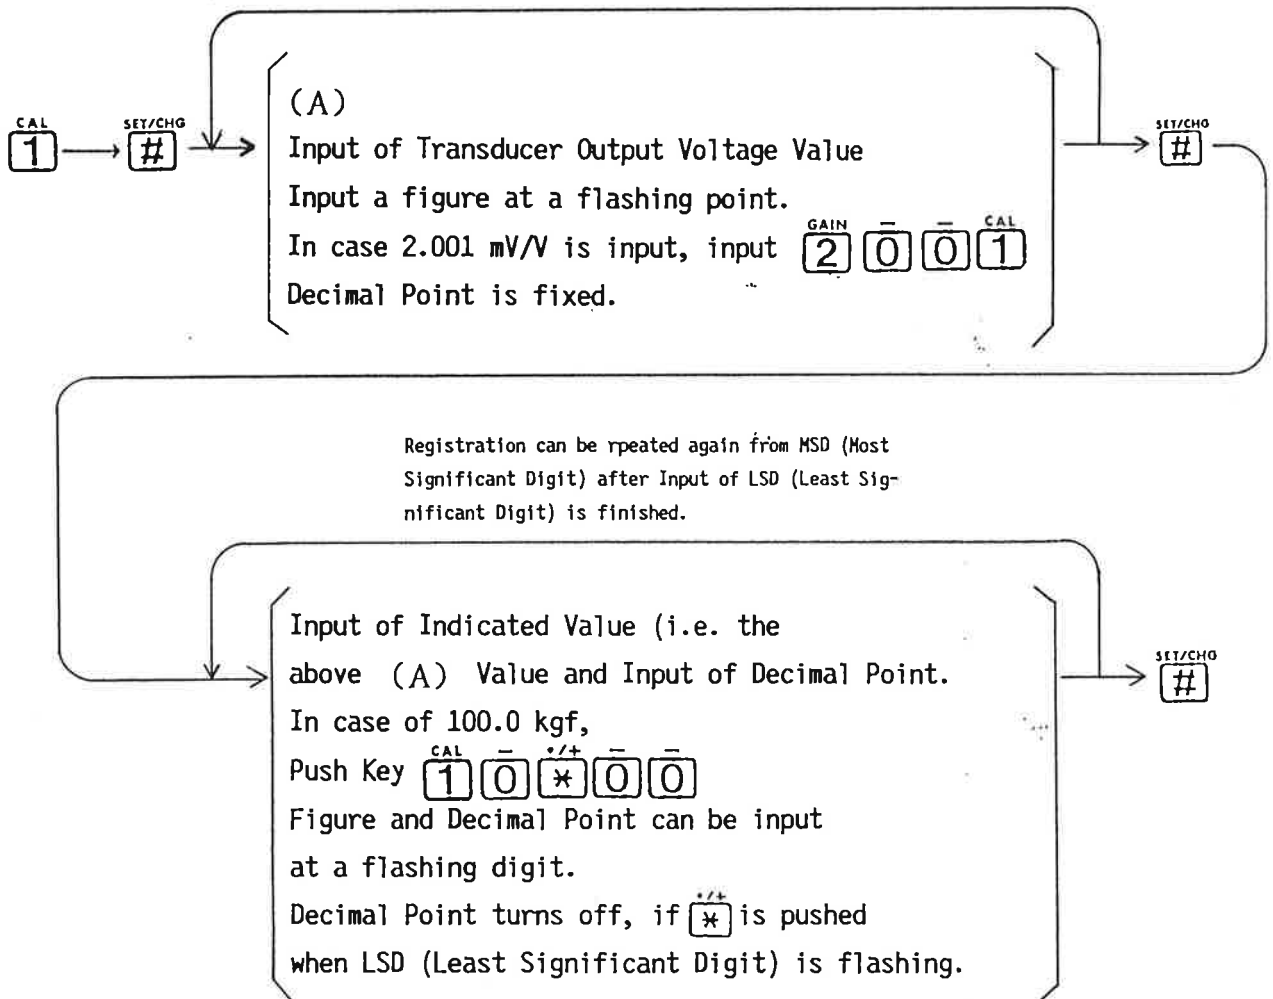 (A)
CAL SET/CHG
1 # Input of Transducer Output Voltage Value SET/CHG #
Input a figure at a flashing point.
GAIN – – CAL
In case 2.001 mV/V is input, input 2 0 0 1
Decimal Point is fixed.
Registration can be rpeated again from MSD (Most
Significant Digit) after Input of LSD (Least Sig-
nificant Digit) is finished.
Input of Indicated Value (i.e. the
above (A) Value and Input of Decimal Point. SET/CHG #
In case of 100.0 kgf,
CAL – •/+ – –
Push Key 1 0 * 0 0
Figure and Decimal Point can be input
at a flashing digit.
•/+
Decimal Point turns off, if * is pushed
when LSD (Least Significant Digit) is flashing.